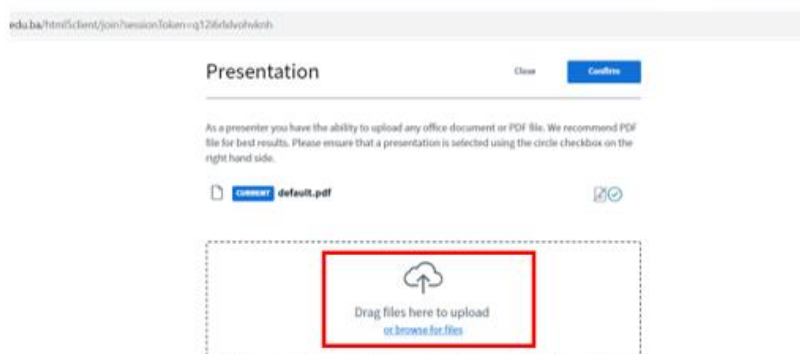 edu.ba/html5client/join?sessionToken=
Presentation
Close
Confirm
As a presenter you have the ability to upload any office document or PDF file. We recommend PDF
file for best results. Please ensure that a presentation is selected using the circle checkbox on the
right hand side.
CURRENT default.pdf
Drag files here to upload
or browse for files